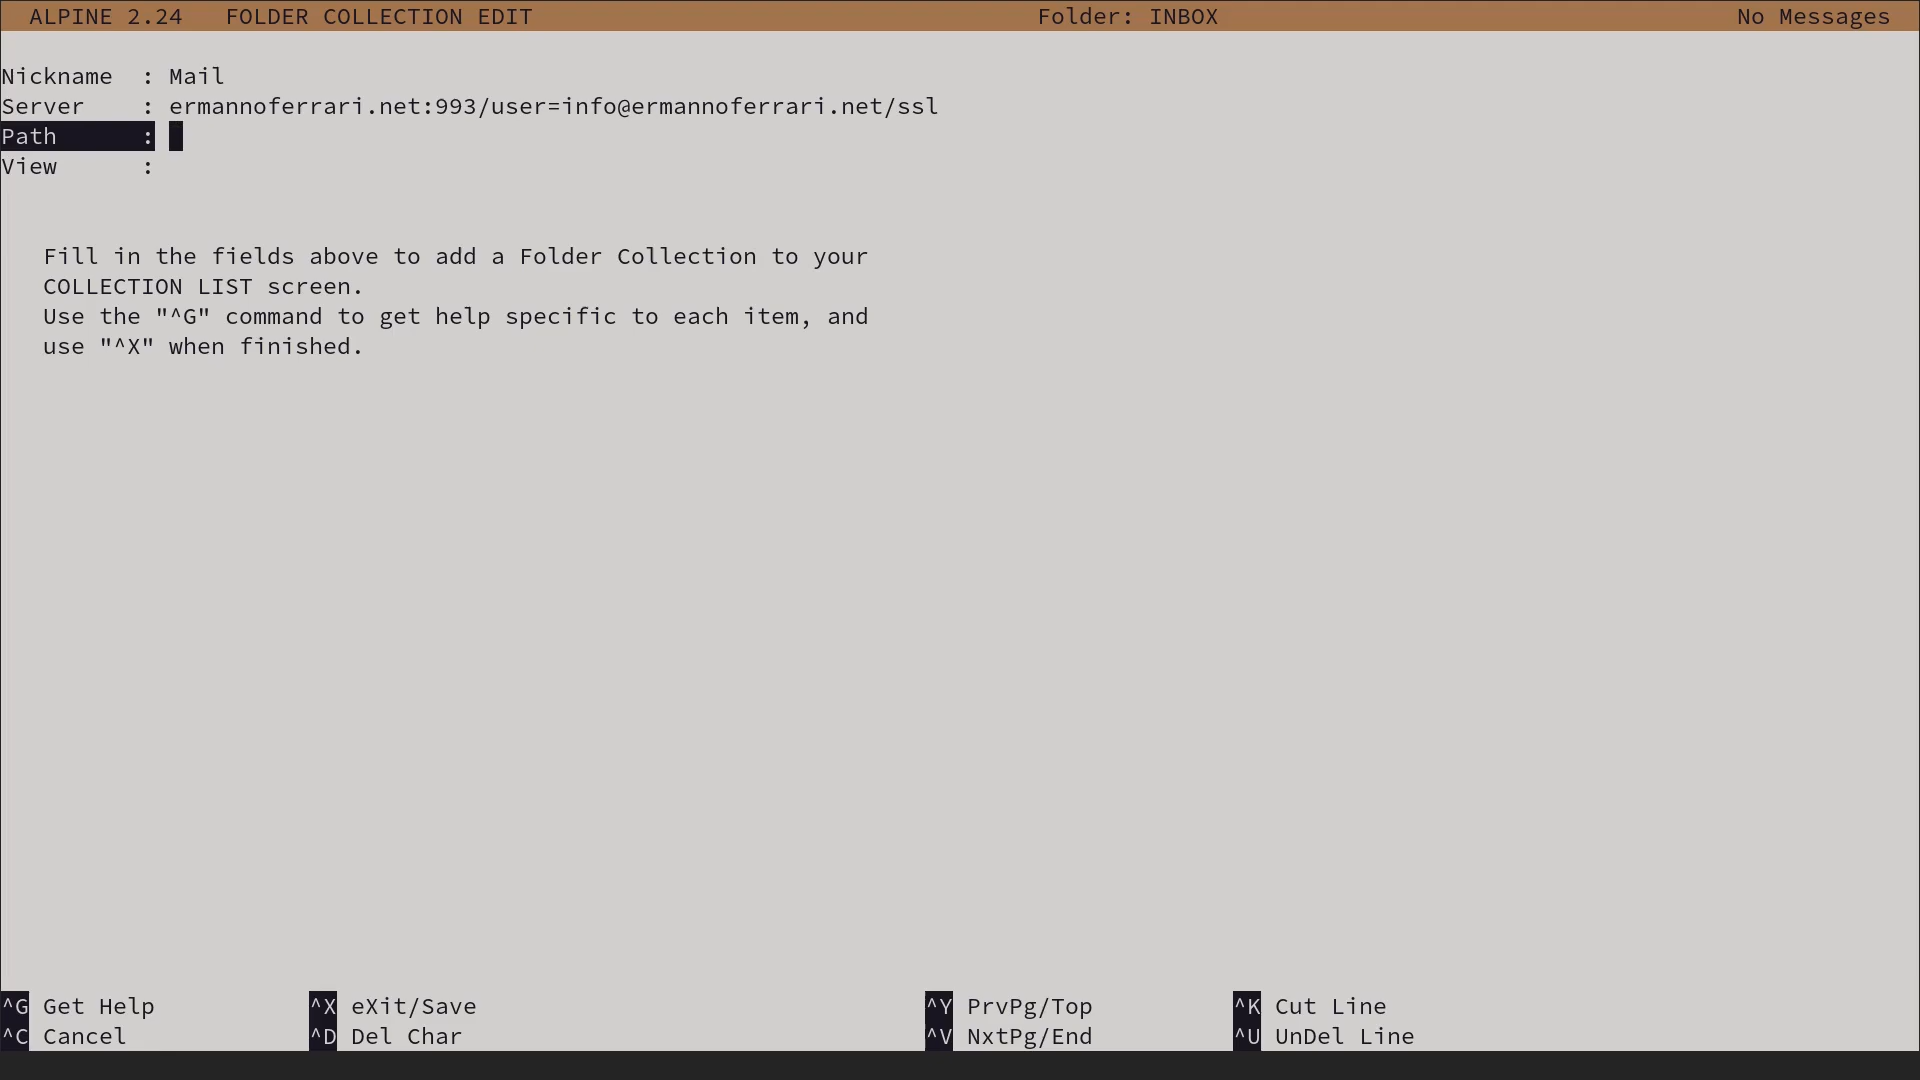 ALPINE 2.24   FOLDER COLLECTION EDIT   Folder: INBOX   No Messages
Nickname  : Mail
Server    : ermannoferrari.net:993/user=info@ermannoferrari.net/ssl
Path      :
View      :
Fill in the fields above to add a Folder Collection to your
COLLECTION LIST screen.
Use the "^G" command to get help specific to each item, and
use "^X" when finished.
^G Get Help   ^X eXit/Save   ^Y PrvPg/Top   ^K Cut Line
^C Cancel   ^D Del Char   ^V NxtPg/End   ^U UnDel Line